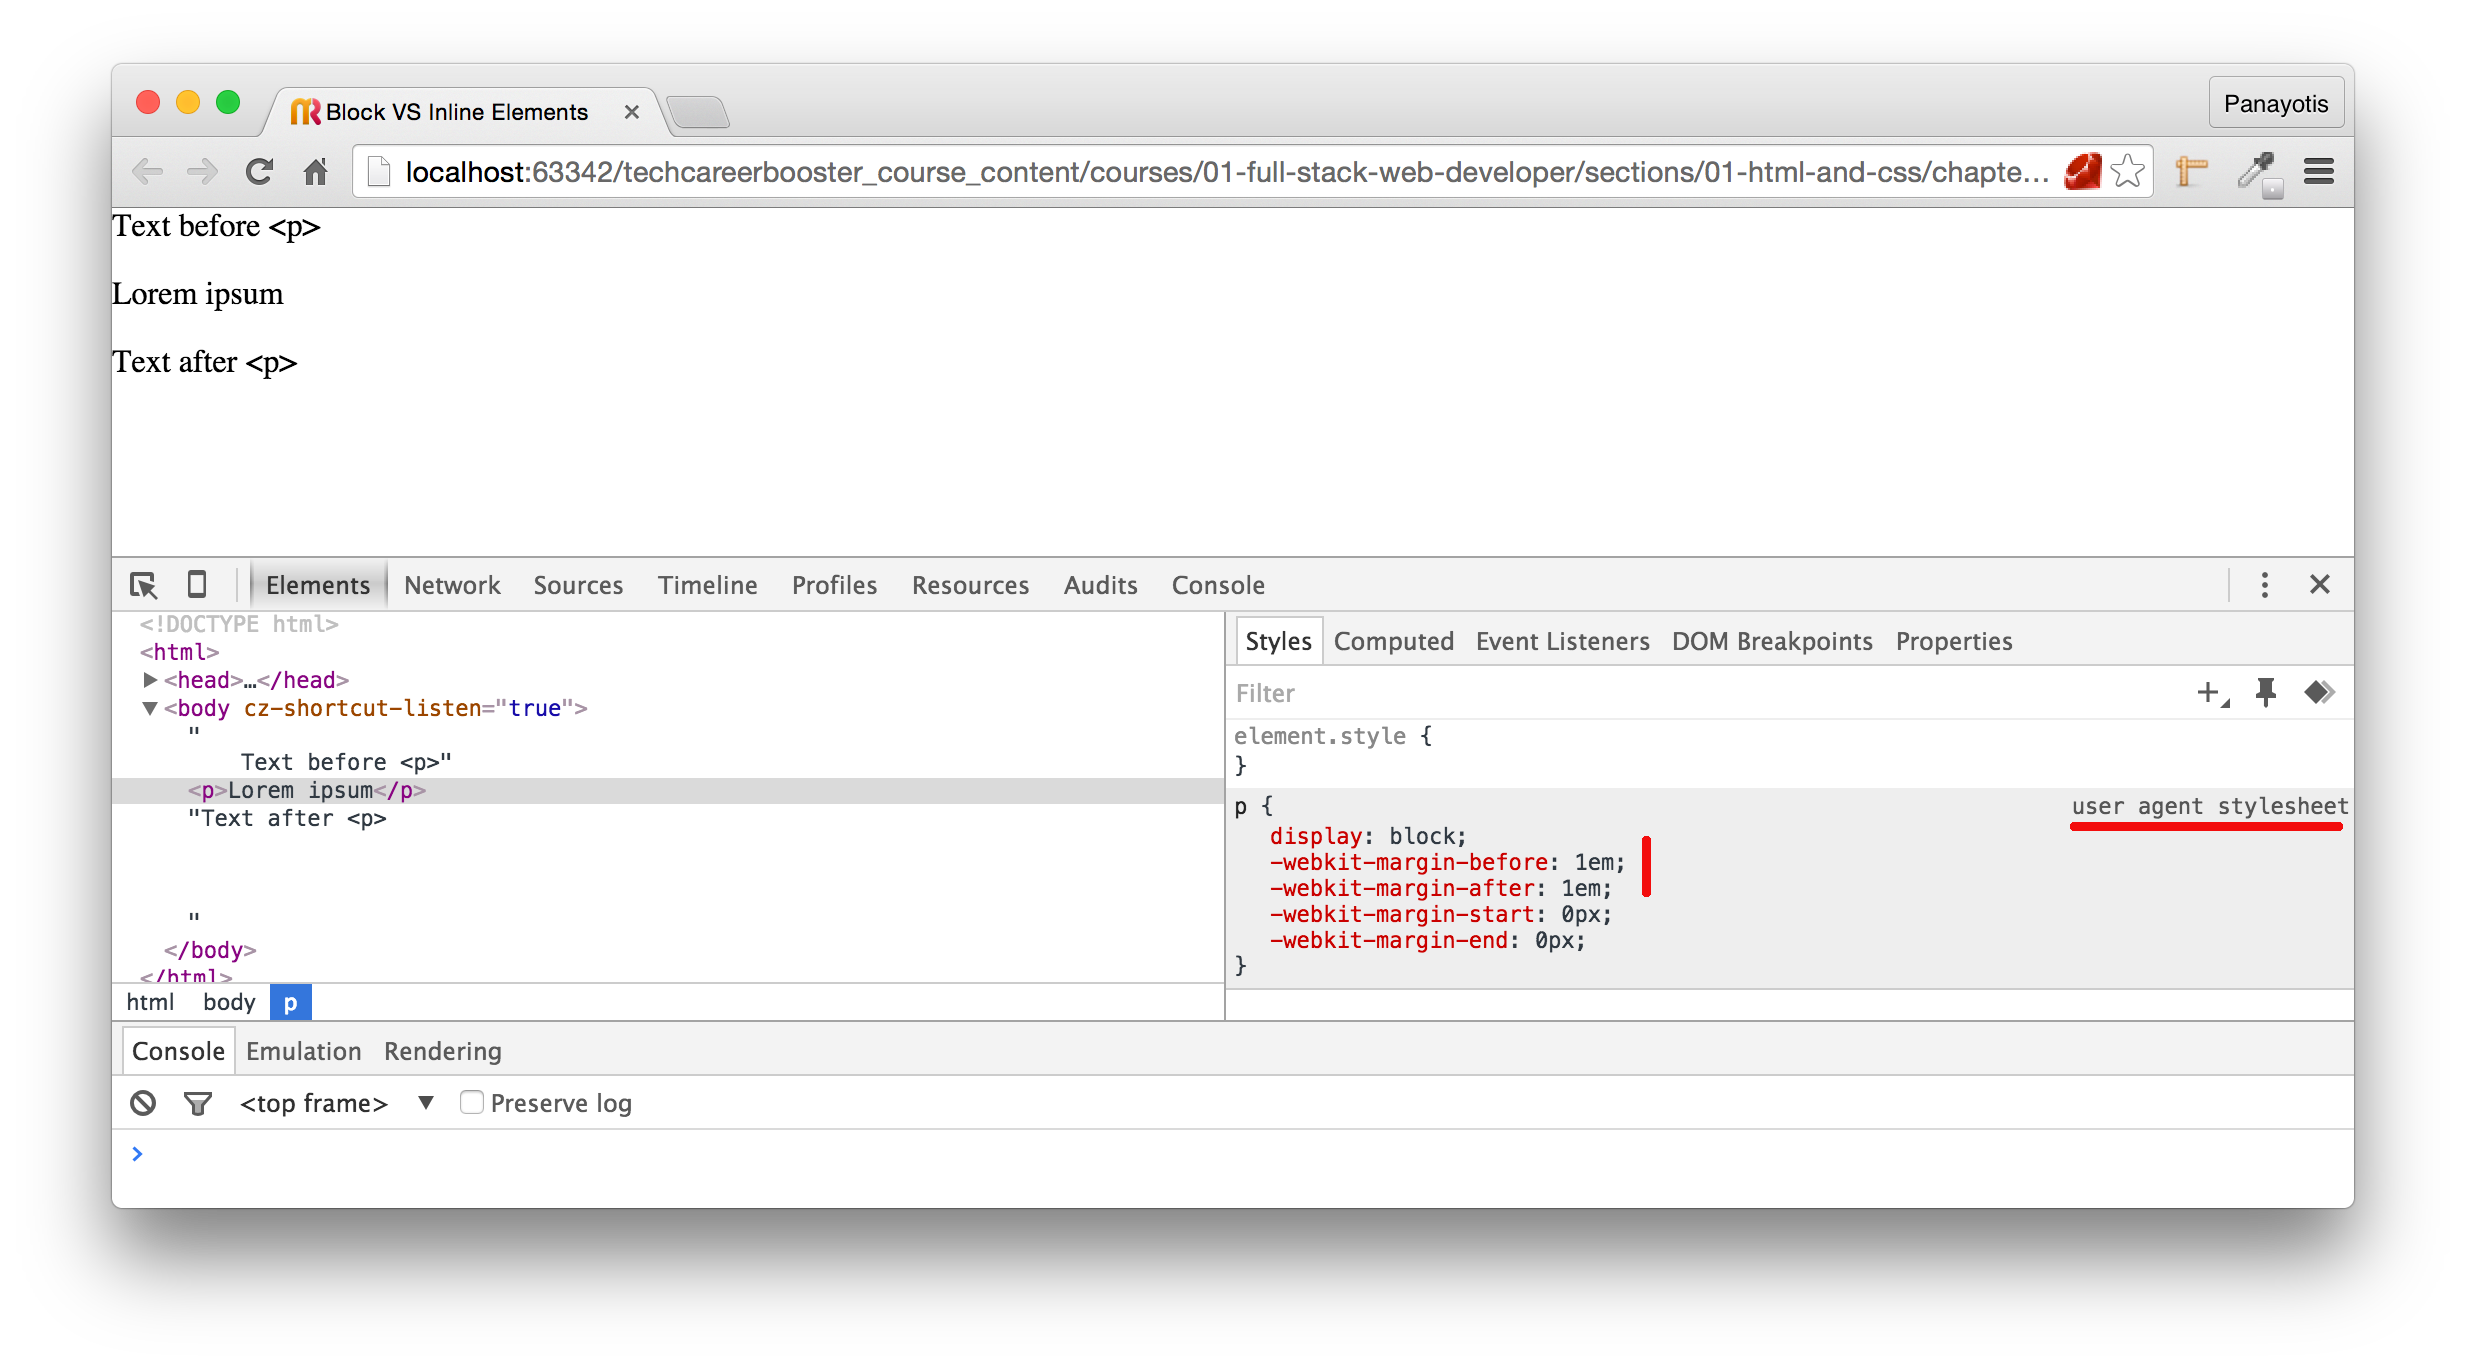 Block VS Inline Elements
Panayotis
localhost:63342/techcareerbooster_course_content/courses/01-full-stack-web-developer/sections/01-html-and-css/chapte...
Text before <p>
Lorem ipsum
Text after <p>
Elements Network Sources Timeline Profiles Resources Audits Console
<!DOCTYPE html>
<html>
<head>…</head>
<body cz-shortcut-listen="true">
"
Text before <p>"
<p>Lorem ipsum</p>
"Text after <p>
"
</body>
</html>
html body p
Styles Computed Event Listeners DOM Breakpoints Properties
Filter
element.style {
}
p { user agent stylesheet
display: block;
-webkit-margin-before: 1em;
-webkit-margin-after: 1em;
-webkit-margin-start: 0px;
-webkit-margin-end: 0px;
}
Console Emulation Rendering
<top frame> Preserve log